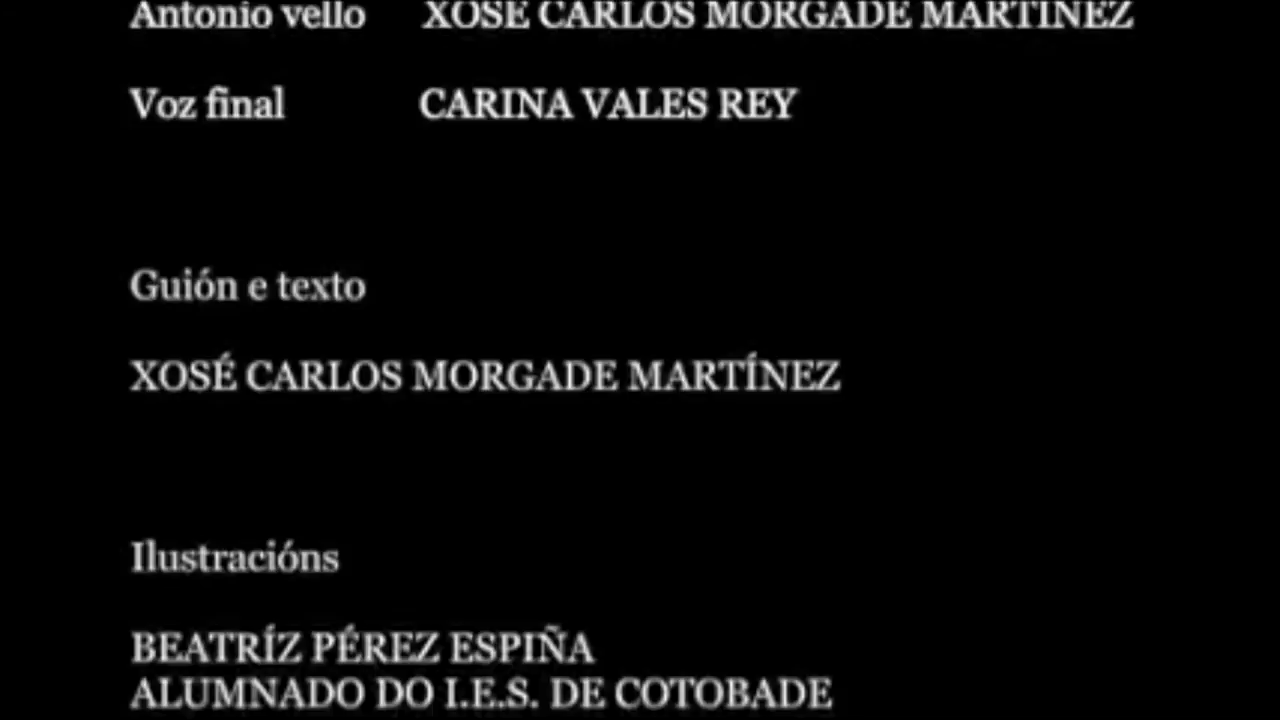 Antonio vello XOSÉ CARLOS MORGADE MARTÍNEZ
Voz final CARINA VALES REY
Guión e texto
XOSÉ CARLOS MORGADE MARTÍNEZ
Ilustracións
BEATRÍZ PÉREZ ESPIÑA
ALUMNADO DO I.E.S. DE COTOBADE